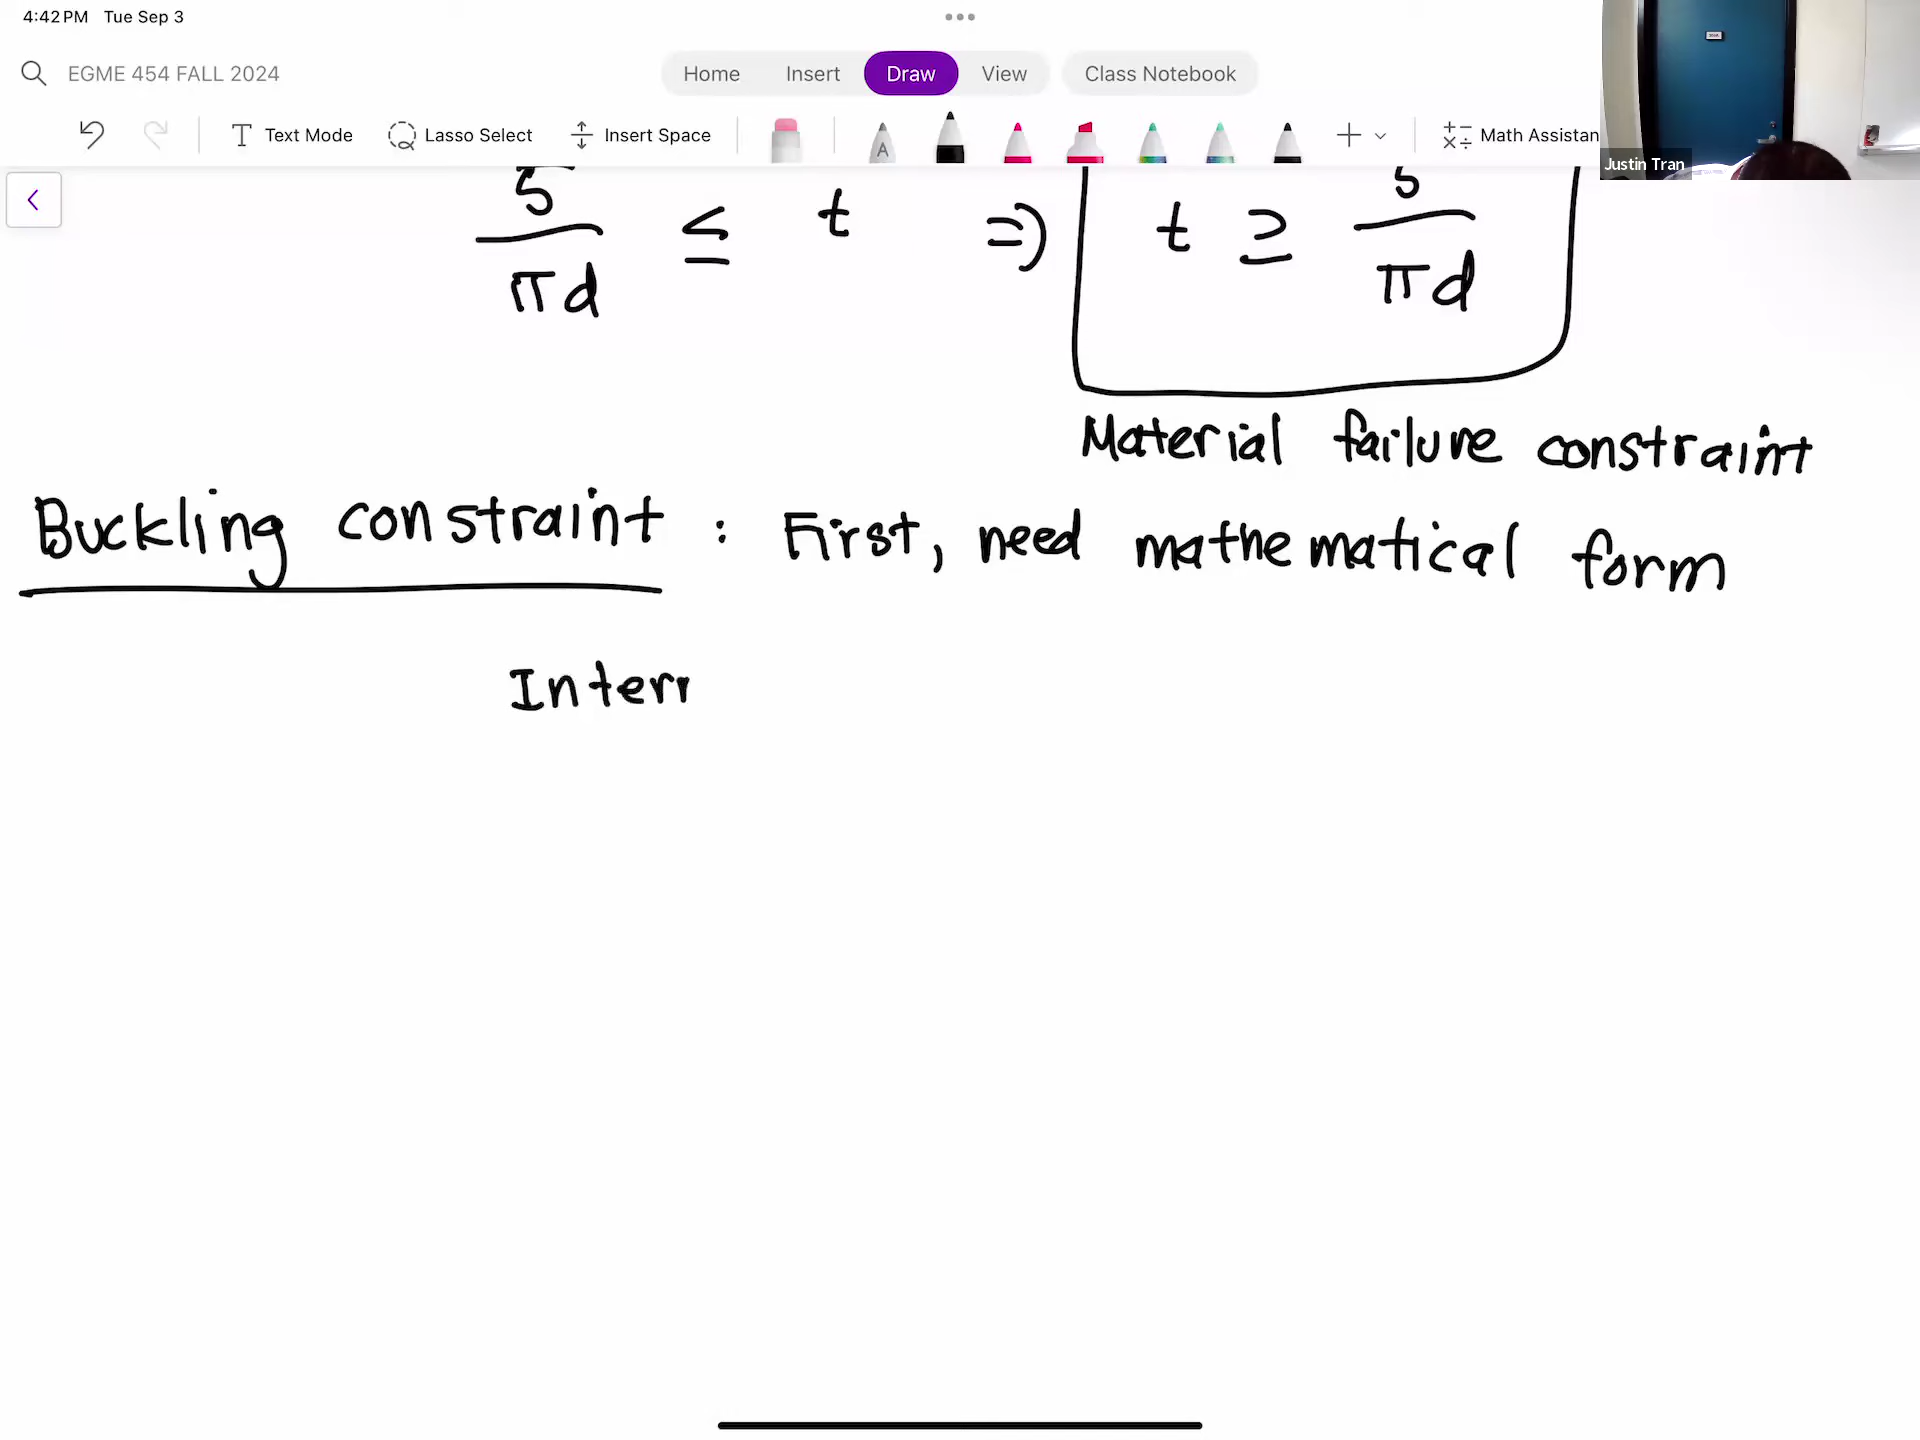 4:42 PM Tue Sep 3
EGME 454 FALL 2024
Home Insert Draw View Class Notebook
Text Mode Lasso Select Insert Space A Math Assistan
Justin Tran
5/πd ≤ t ⇒ t ≥ 5/πd
Material failure constraint
Buckling constraint : First, need mathematical form
Intern